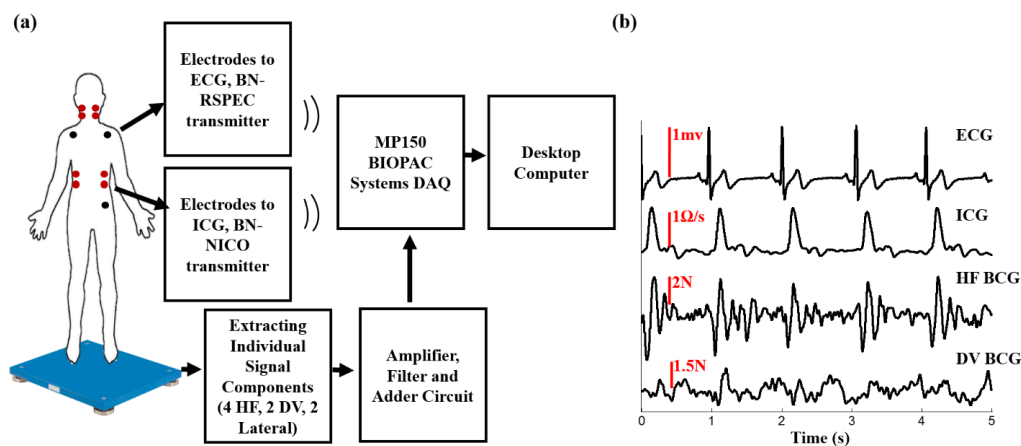 (a)
Electrodes to
ECG, BN-
RSPEC
transmitter
Electrodes to
ICG, BN-
NICO
transmitter
MP150
BIOPAC
Systems DAQ
Desktop
Computer
Extracting
Individual
Signal
Components
(4 HF, 2 DV, 2
Lateral)
Amplifier,
Filter and
Adder Circuit
(b)
1mv
ECG
1Ω/s
ICG
2N
HF BCG
1.5N
DV BCG
0 1 2 3 4 5
Time (s)